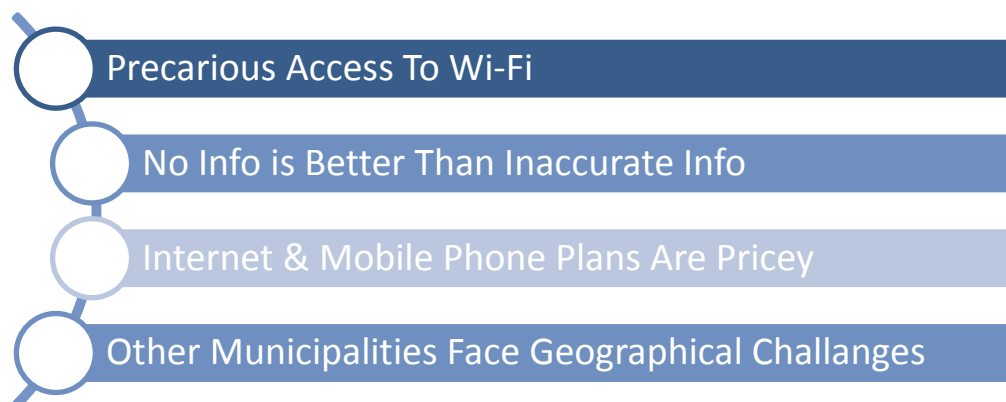 Precarious Access To Wi-Fi
No Info is Better Than Inaccurate Info
Internet & Mobile Phone Plans Are Pricey
Other Municipalities Face Geographical Challanges